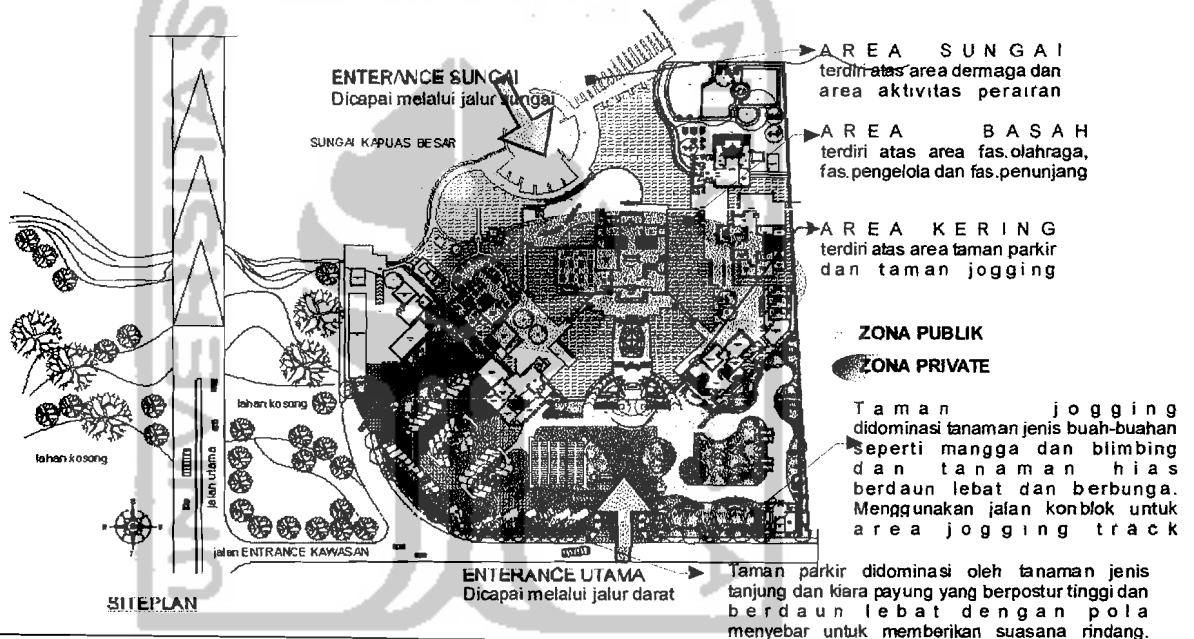 ENTERANCE SUNGAI
Dicapai melalui jalur sungai
SUNGAI KAPUAS BESAR
AREA SUNGAI
terdiri atas area dermaga dan
area aktivitas perairan
AREA BASAH
terdiri atas area fas.olahraga,
fas.pengelola dan fas.penunjang
AREA KERING
terdiri atas area taman parkir
dan taman jogging
ZONA PUBLIK
ZONA PRIVATE
Taman jogging
didominasi tanaman jenis buah-buahan
seperti mangga dan blimbing
dan tanaman hias
berdaun lebat dan berbunga.
Menggunakan jalan konblok untuk
area jogging track
lahan kosong
lahan kosong
jalan utama
jalan ENTRANCE KAWASAN
ENTERANCE UTAMA
Dicapai melalui jalur darat
Taman parkir didominasi oleh tanaman jenis
tanjung dan kiara payung yang berpostur tinggi dan
berdaun lebat dengan pola
menyebar untuk memberikan suasana rindang.
SITEPLAN
UNIVERSITAS